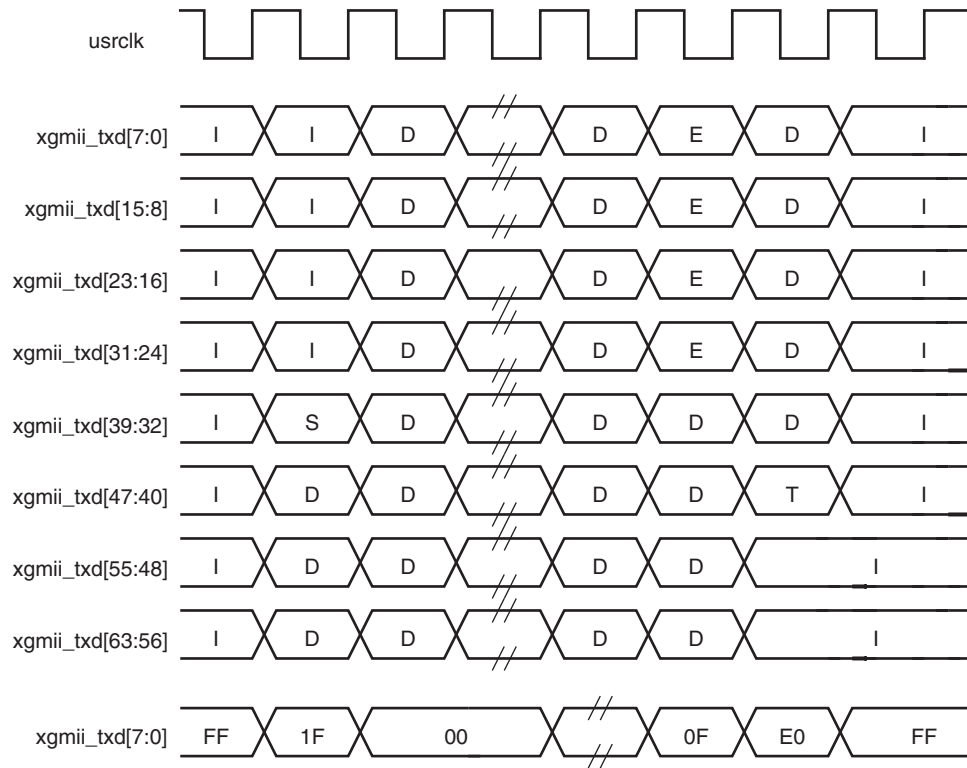 usrclk
xgmii_txd[7:0] I I D D E D I
xgmii_txd[15:8] I I D D E D I
xgmii_txd[23:16] I I D D E D I
xgmii_txd[31:24] I I D D E D I
xgmii_txd[39:32] I S D D D D I
xgmii_txd[47:40] I D D D D T I
xgmii_txd[55:48] I D D D D I
xgmii_txd[63:56] I D D D D I
xgmii_txd[7:0] FF 1F 00 0F E0 FF